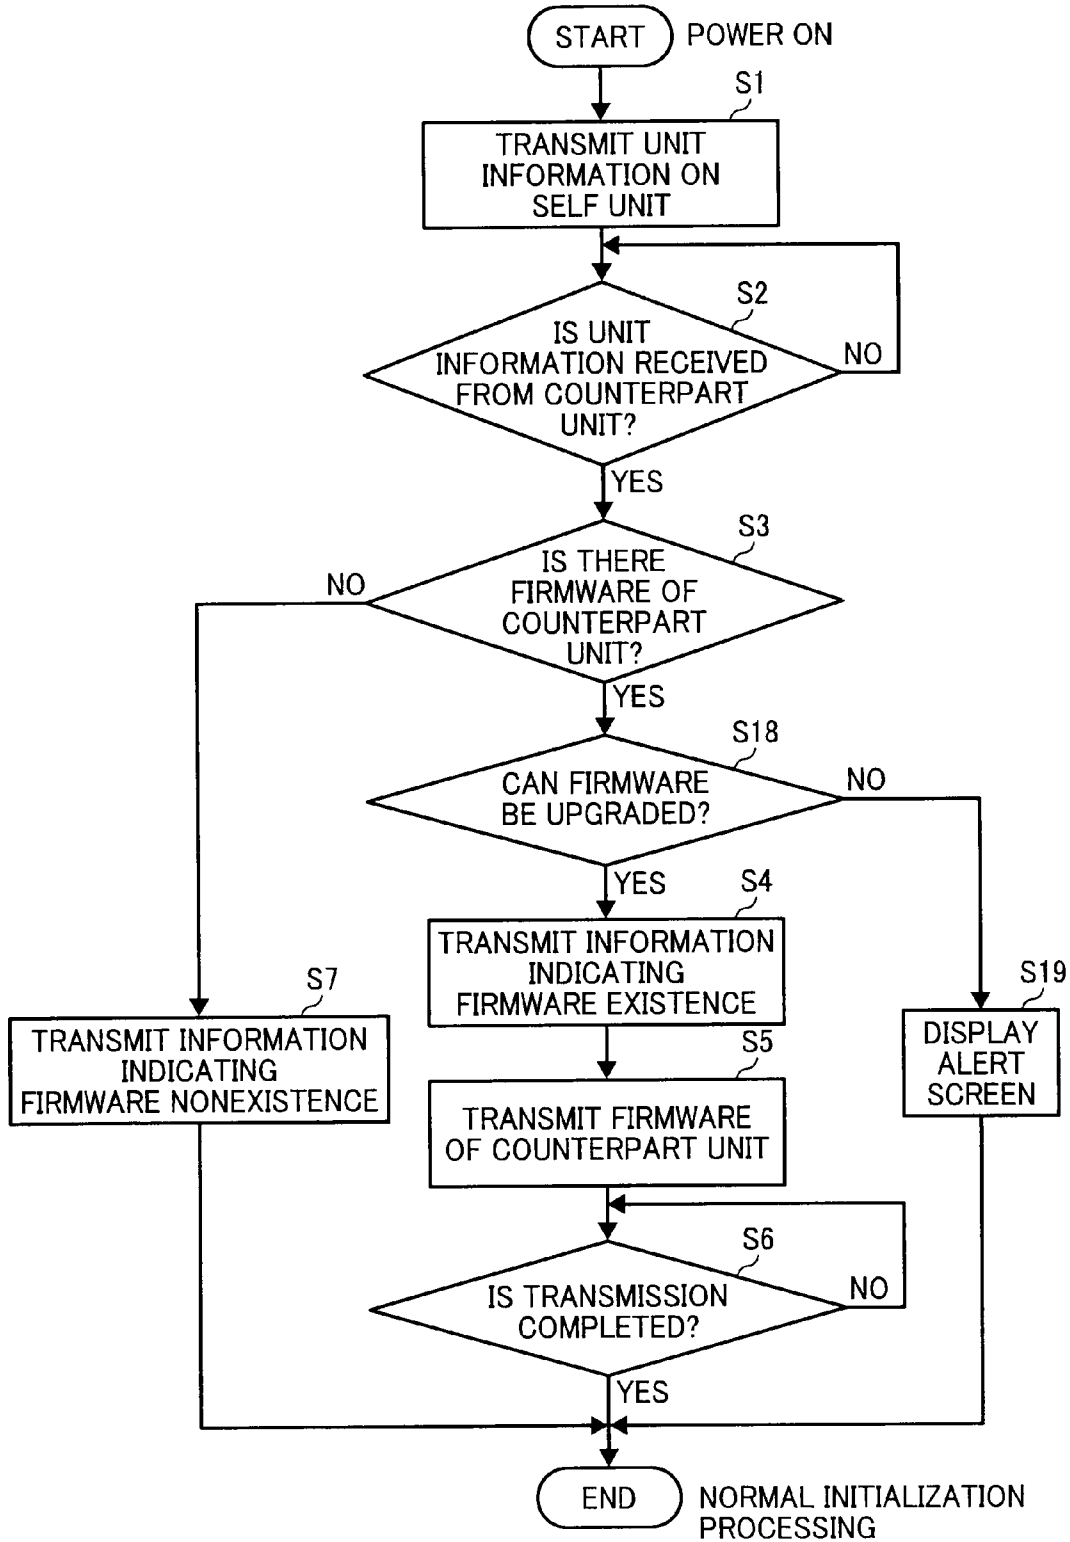 START
POWER ON
S1
TRANSMIT UNIT
INFORMATION ON
SELF UNIT
S2
IS UNIT
INFORMATION RECEIVED
FROM COUNTERPART
UNIT?
NO
YES
S3
IS THERE
FIRMWARE OF
COUNTERPART
UNIT?
NO
YES
S18
CAN FIRMWARE
BE UPGRADED?
NO
YES
S4
TRANSMIT INFORMATION
INDICATING
FIRMWARE EXISTENCE
S7
TRANSMIT INFORMATION
INDICATING
FIRMWARE NONEXISTENCE
S19
DISPLAY
ALERT
SCREEN
S5
TRANSMIT FIRMWARE
OF COUNTERPART UNIT
S6
IS TRANSMISSION
COMPLETED?
NO
YES
END
NORMAL INITIALIZATION
PROCESSING